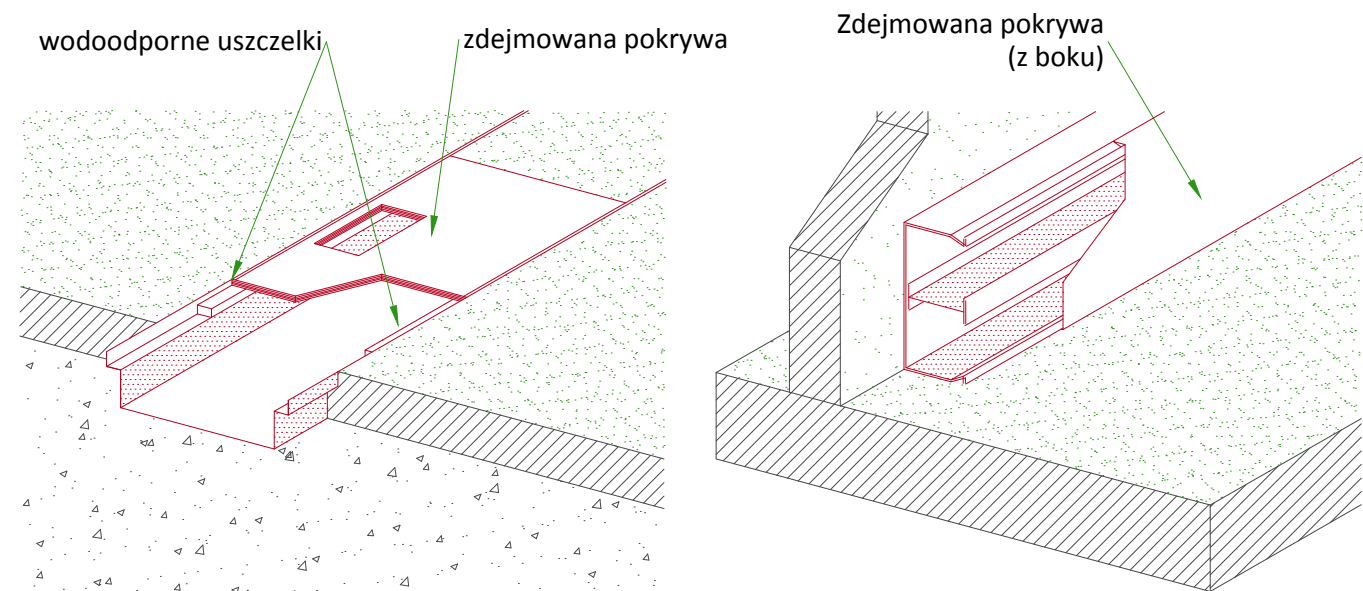 wodoodporne uszczelki
zdejmowana pokrywa
Zdejmowana pokrywa
(z boku)